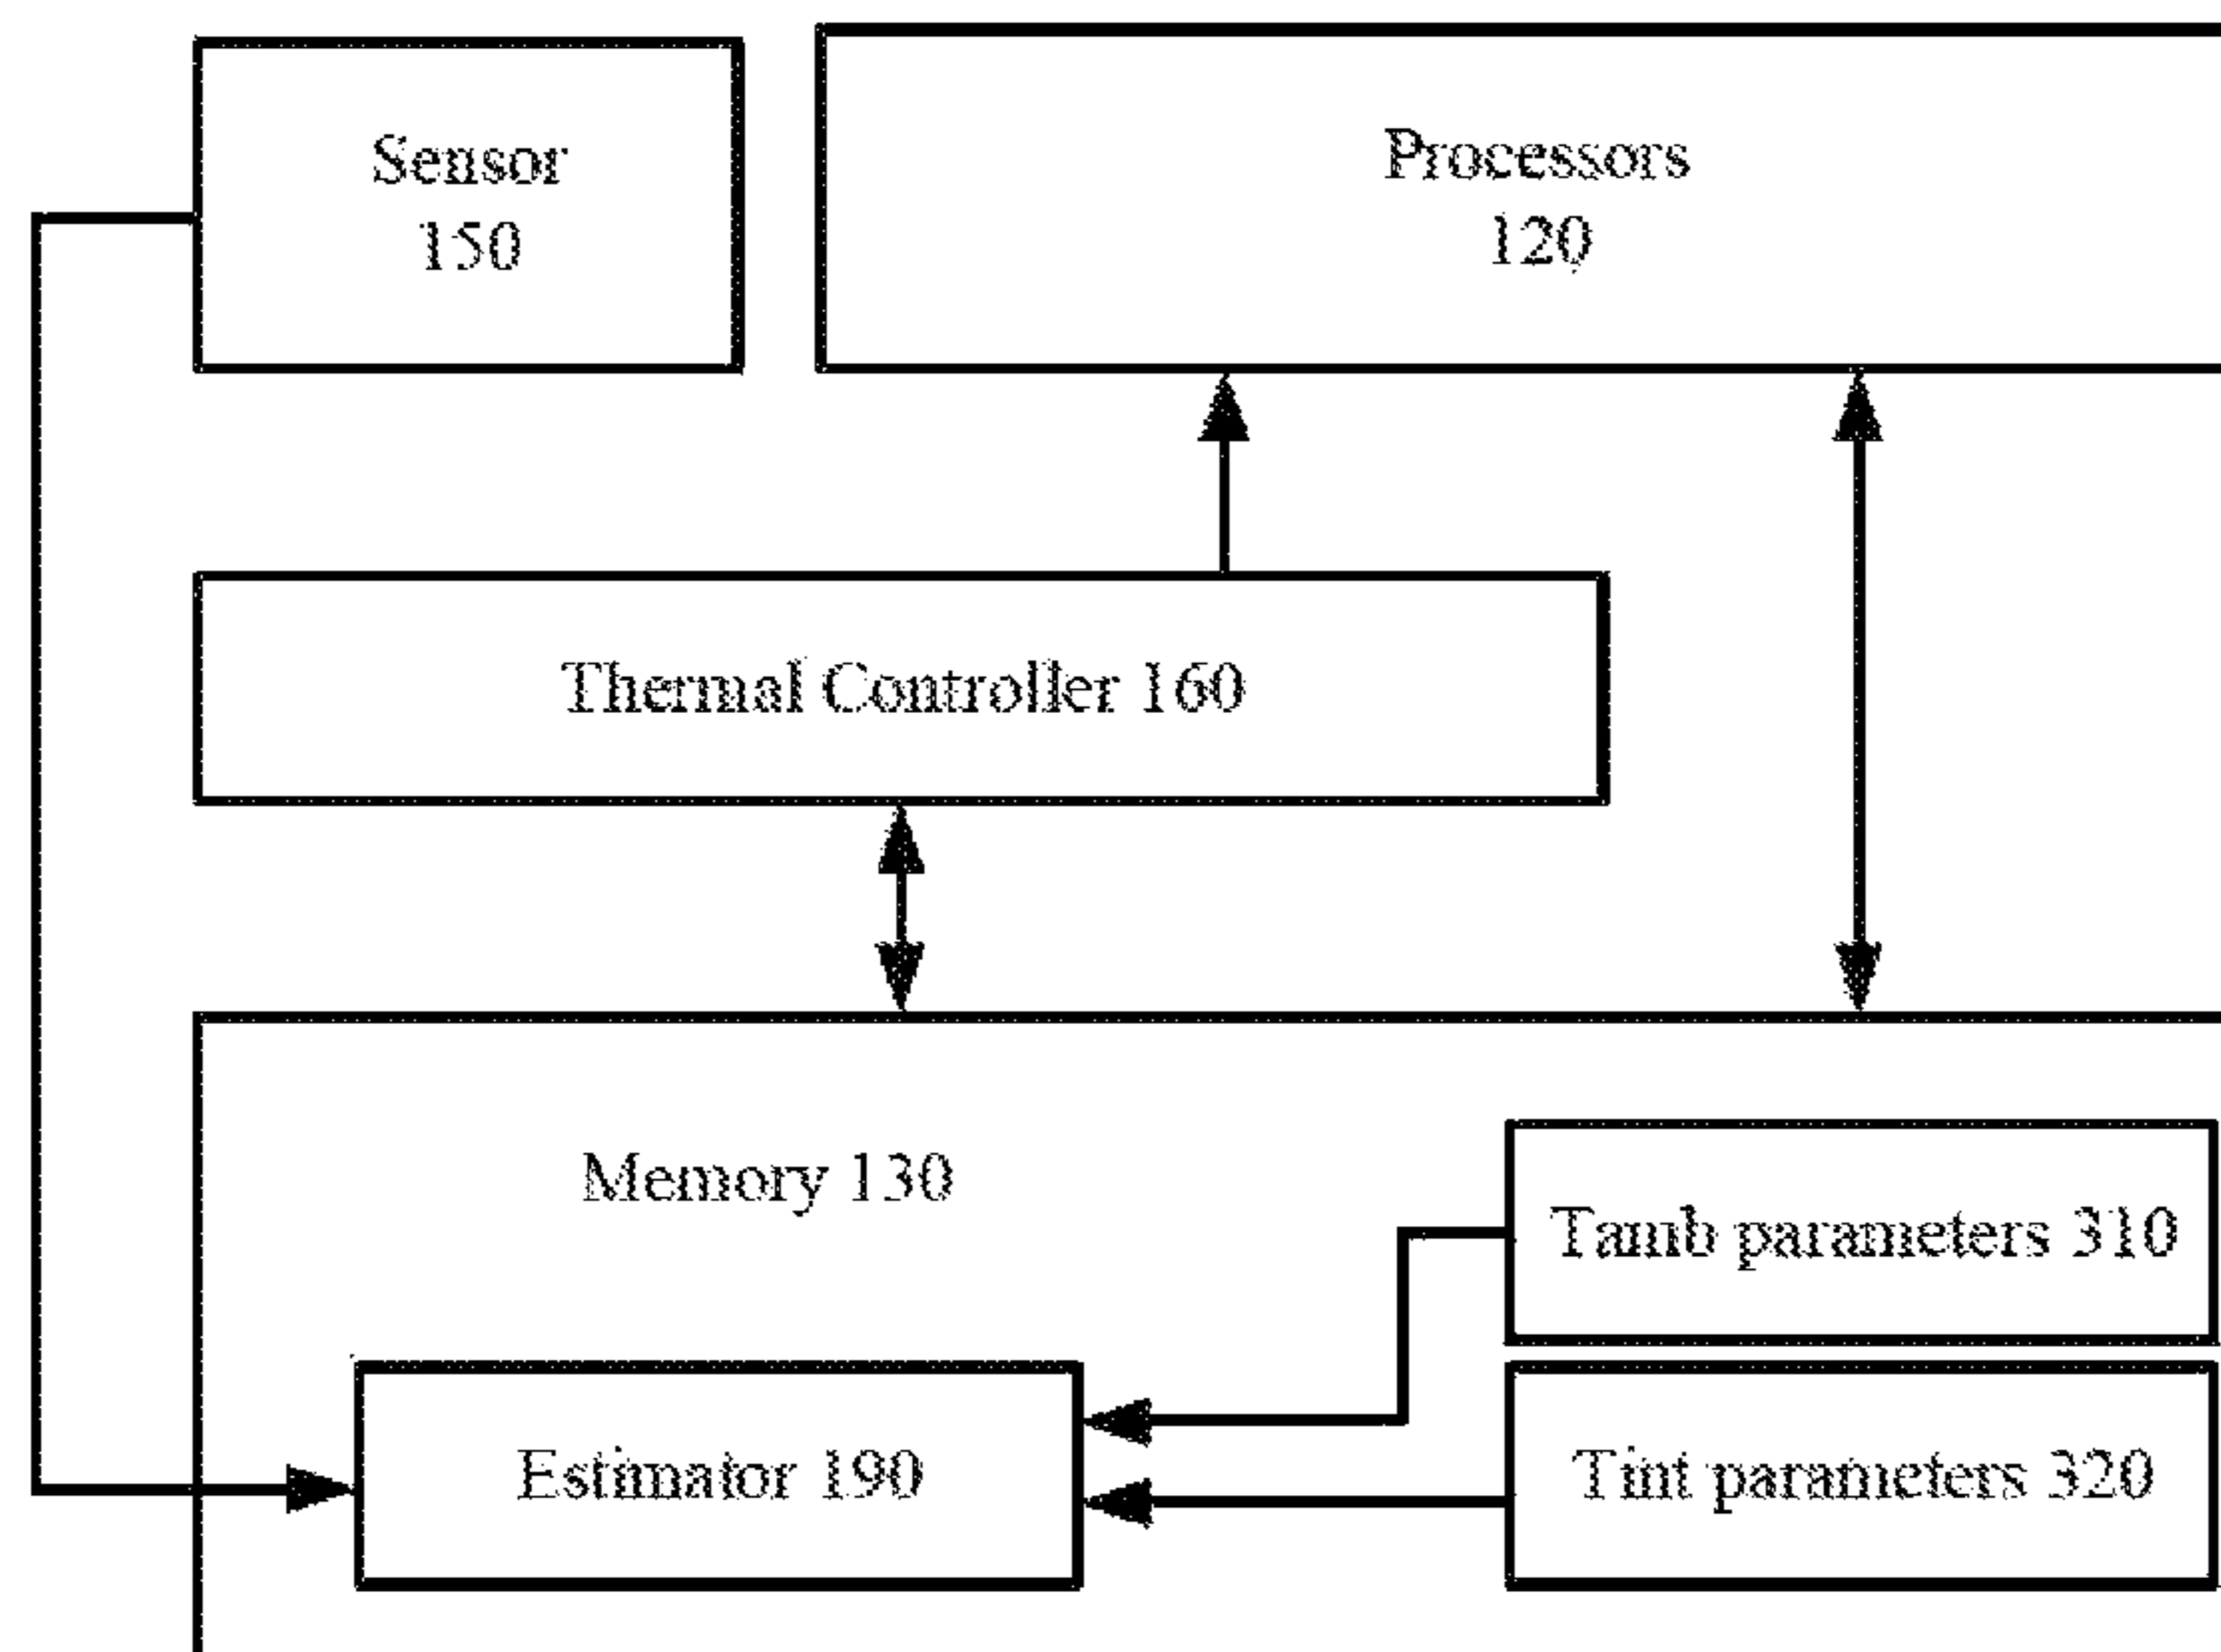 Sensor
150
Processors
120
Thermal Controller 160
Memory 130
Tamb parameters 310
Estimator 190
Tint parameters 320